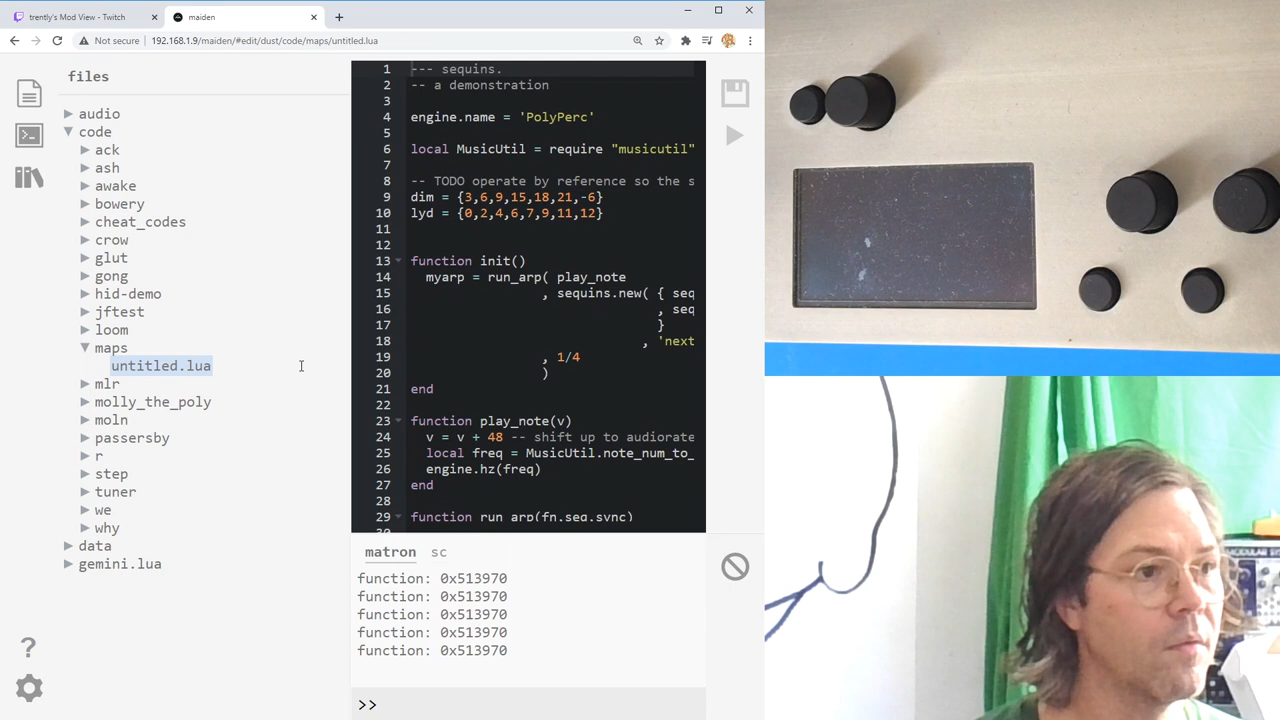 trently's Mod View - Twitch
maiden
Not secure 192.168.1.9/maiden/#edit/dust/code/maps/untitled.lua
files
audio
code
ack
ash
awake
bowery
cheat_codes
crow
glut
gong
hid-demo
jftest
loom
maps
untitled.lua
mlr
molly_the_poly
moln
passersby
r
step
tuner
we
why
data
gemini.lua
?
1 --- sequins.
2 -- a demonstration
3
4 engine.name = 'PolyPerc'
5
6 local MusicUtil = require "musicutil"
7
8 -- TODO operate by reference so the s
9 dim = {3,6,9,15,18,21,-6}
10 lyd = {0,2,4,6,7,9,11,12}
11
12
13 function init()
14 myarp = run_arp( play_note
15 , sequins.new( { seq
16 , seq
17 }
18 , 'next
19 , 1/4
20 )
21 end
22
23 function play_note(v)
24 v = v + 48 -- shift up to audiorate
25 local freq = MusicUtil.note_num_to_
26 engine.hz(freq)
27 end
28
29 function run_arp(fn,seq,sync)
matron sc
function: 0x513970
function: 0x513970
function: 0x513970
function: 0x513970
function: 0x513970
>>